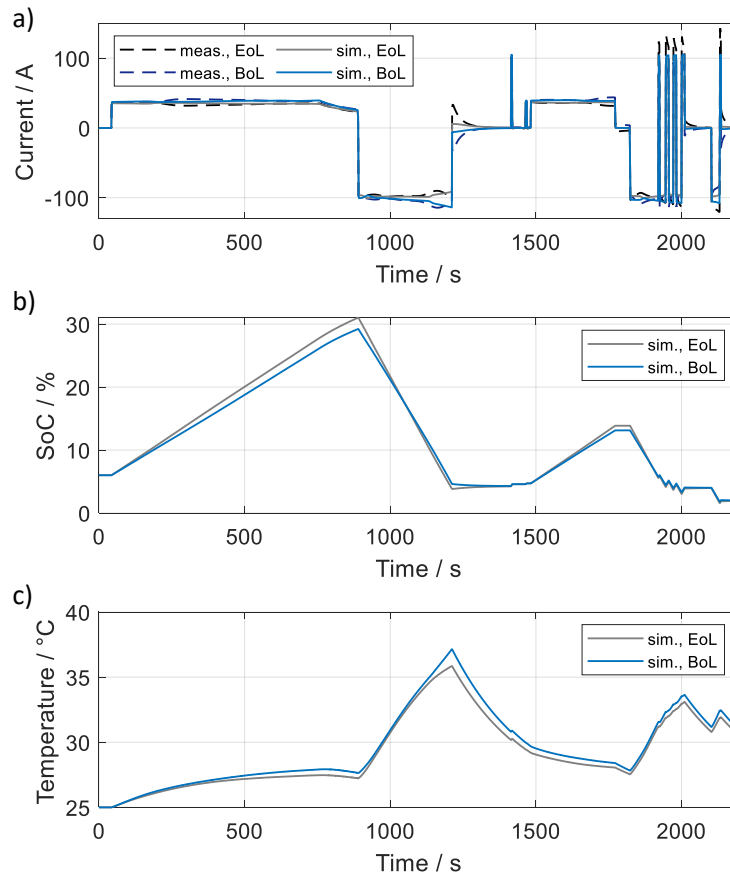 a)
Current / A
100
0
-100
meas., EoL
sim., EoL
meas., BoL
sim., BoL
0
500
1000
1500
2000
Time / s
b)
SoC / %
30
20
10
0
sim., EoL
sim., BoL
0
500
1000
1500
2000
Time / s
c)
Temperature / °C
40
35
30
25
sim., EoL
sim., BoL
0
500
1000
1500
2000
Time / s